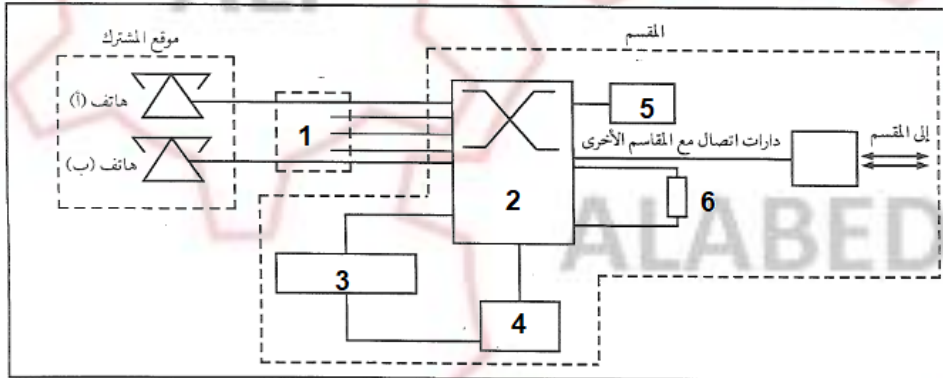 موقع المشترك
المقسم
هاتف (أ)
هاتف (ب)
1
2
3
4
5
6
دارات اتصال مع المقاسم الأخرى
إلى المقسم
ALABED